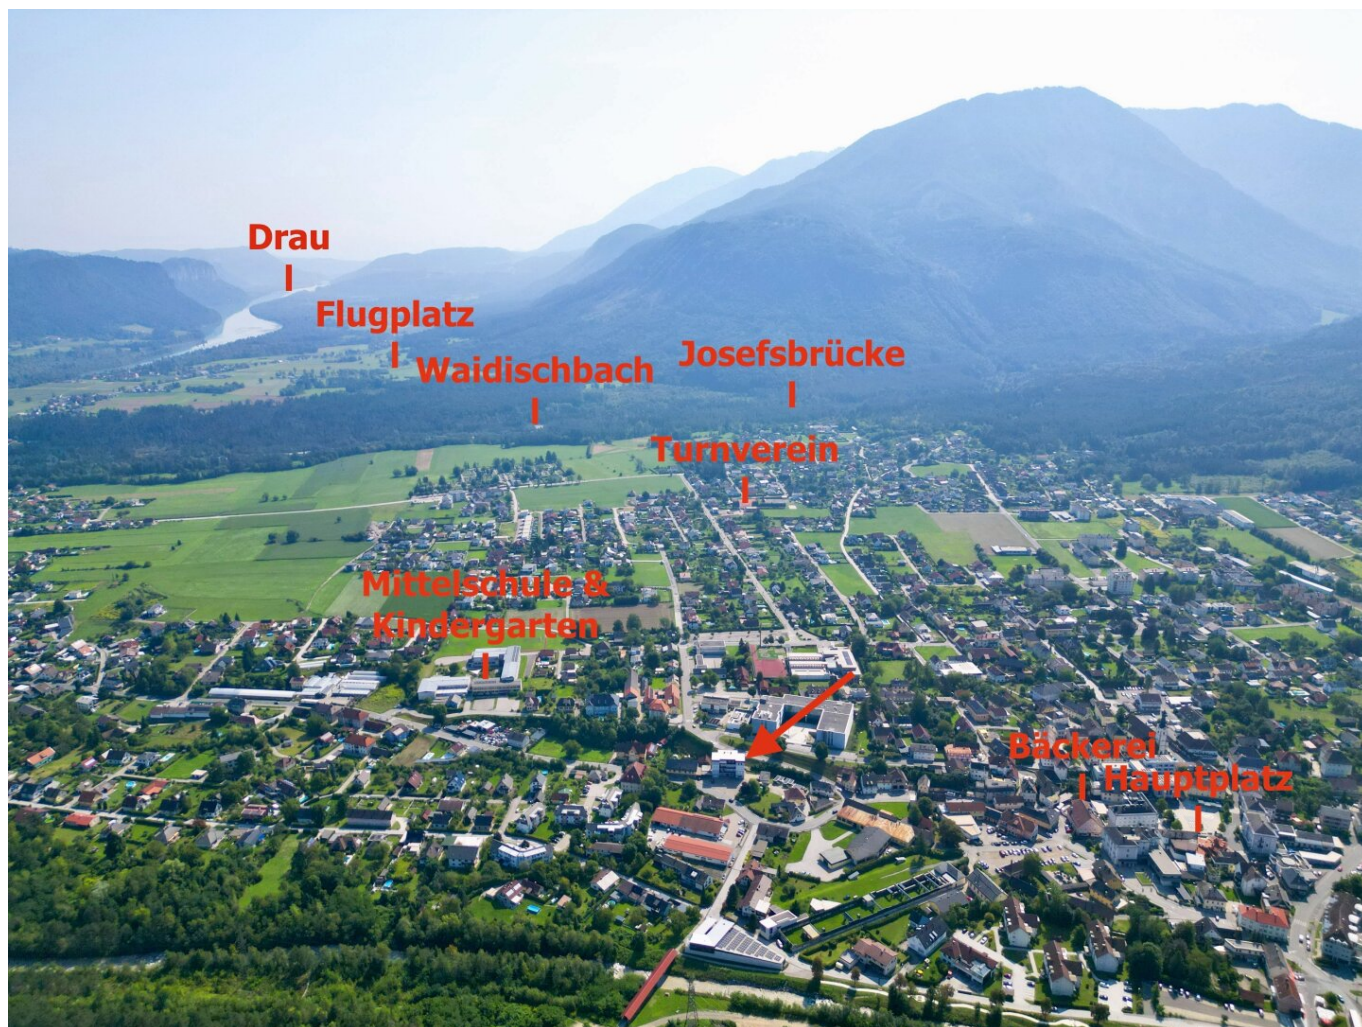 Drau
Flugplatz
Waidischbach
Josefsbrücke
Turnverein
Mittelschule &
Kindergarten
Bäckerei
Hauptplatz